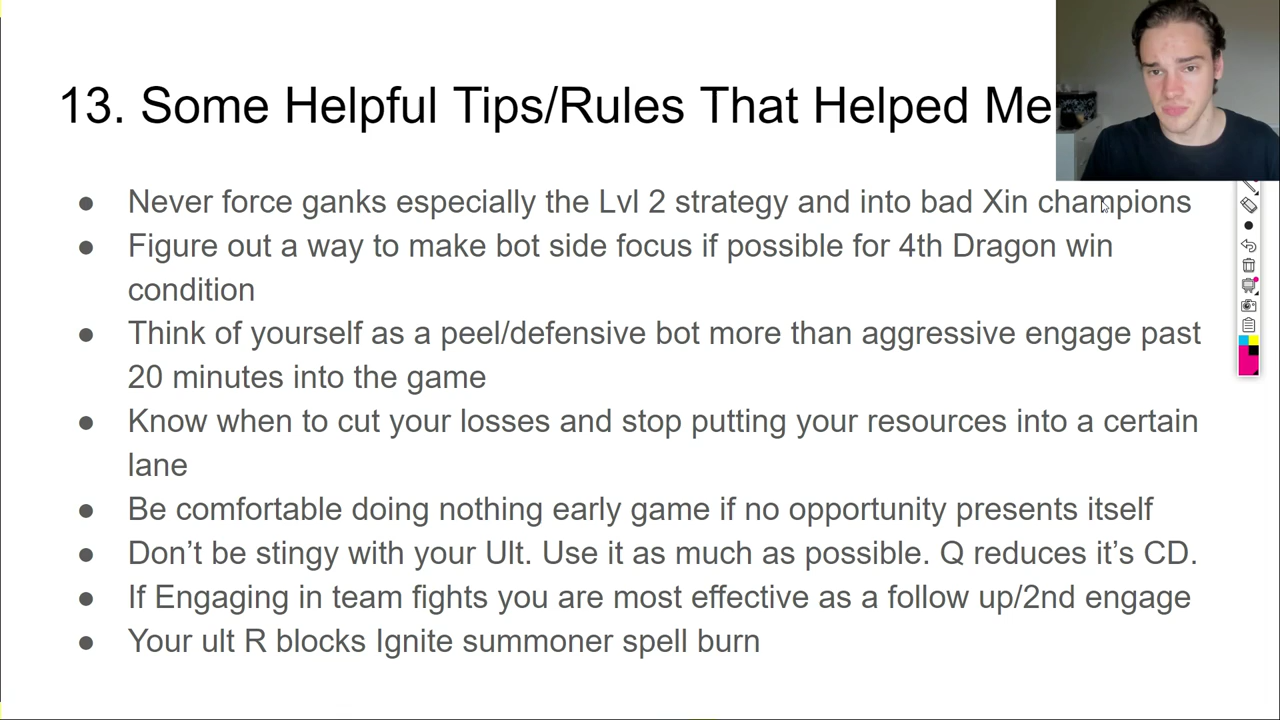 13. Some Helpful Tips/Rules That Helped Me
● Never force ganks especially the Lvl 2 strategy and into bad Xin champions
● Figure out a way to make bot side focus if possible for 4th Dragon win
condition
● Think of yourself as a peel/defensive bot more than aggressive engage past
20 minutes into the game
● Know when to cut your losses and stop putting your resources into a certain
lane
● Be comfortable doing nothing early game if no opportunity presents itself
● Don’t be stingy with your Ult. Use it as much as possible. Q reduces it’s CD.
● If Engaging in team fights you are most effective as a follow up/2nd engage
● Your ult R blocks Ignite summoner spell burn